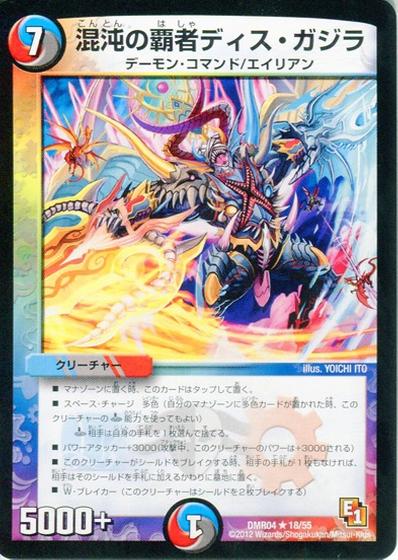 7
こんとん はしゃ
混沌の覇者ディス・ガジラ
デーモン・コマンド/エイリアン
illus. YOICHI ITO
クリーチャー
■ マナゾーンに置く時、このカードはタップして置く。
■ スペース・チャージ 多色(自分のマナゾーンに多色カードが置かれた時、この
クリーチャーの 能力を使ってもよい)
相手は自身の手札を1枚選んで捨てる。
■ パワーアタッカー+3000(攻撃中、このクリーチャーのパワーは+3000される)
■ このクリーチャーがシールドをブレイクする時、相手の手札が1枚もなければ、
相手はそのシールドを手札に加えるかわりに墓地に置く。
■ W・ブレイカー(このクリーチャーはシールドを2枚ブレイクする)
5000+
1
DMR04 ★ 18/55
©2012 Wizards/Shogakukan/Mitsui-Kids
E1